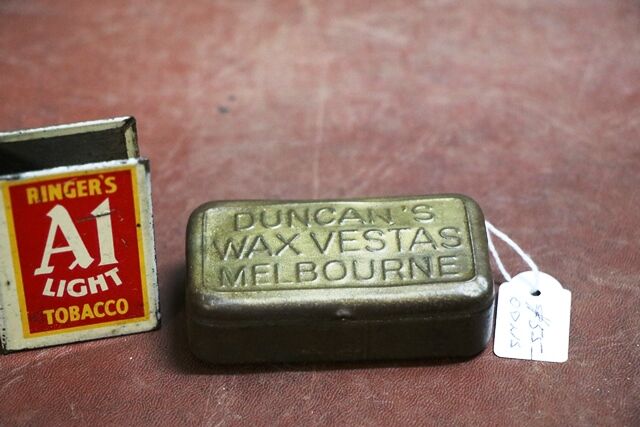 RINGER'S
A1
LIGHT
TOBACCO
DUNCAN'S
WAX VESTAS
MELBOURNE